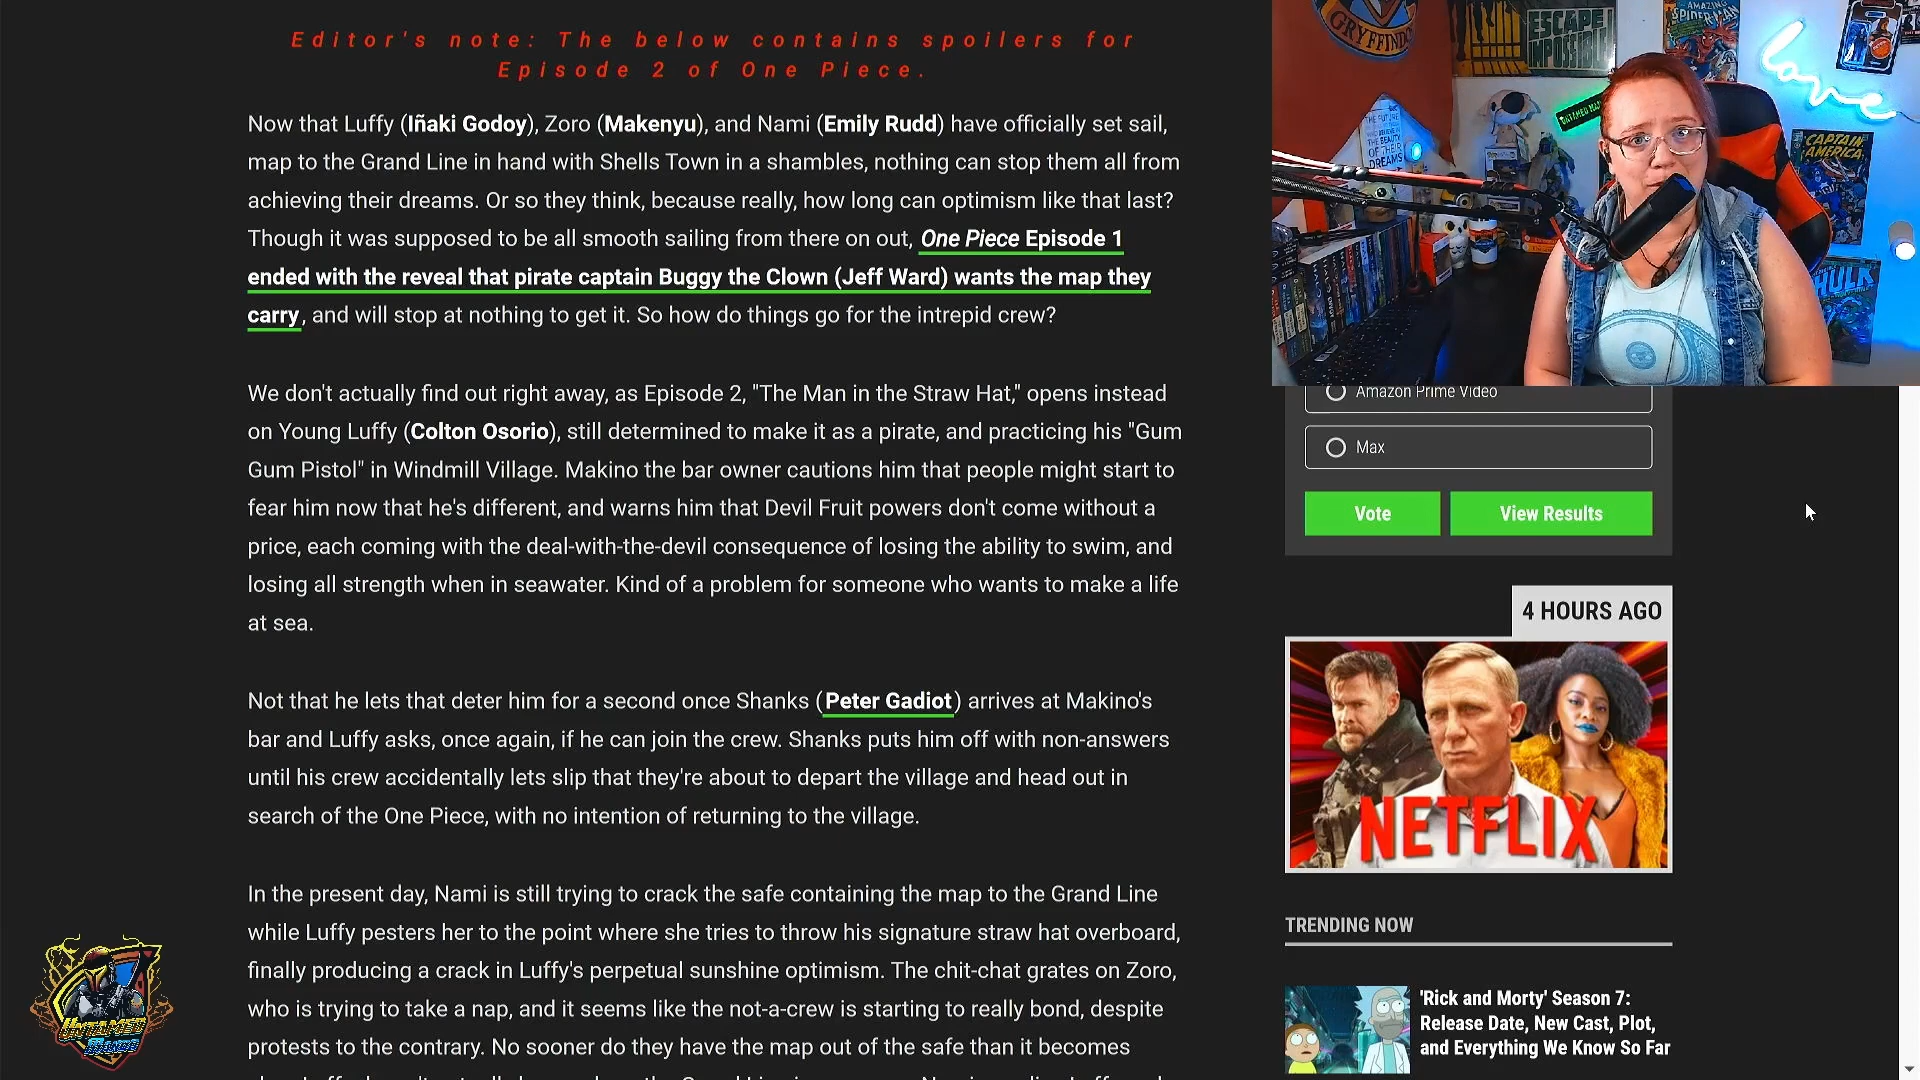 Editor's note: The below contains spoilers for
Episode 2 of One Piece.
Now that Luffy (Iñaki Godoy), Zoro (Makenyu), and Nami (Emily Rudd) have officially set sail,
map to the Grand Line in hand with Shells Town in a shambles, nothing can stop them all from
achieving their dreams. Or so they think, because really, how long can optimism like that last?
Though it was supposed to be all smooth sailing from there on out, One Piece Episode 1
ended with the reveal that pirate captain Buggy the Clown (Jeff Ward) wants the map they
carry, and will stop at nothing to get it. So how do things go for the intrepid crew?
We don't actually find out right away, as Episode 2, "The Man in the Straw Hat," opens instead
on Young Luffy (Colton Osorio), still determined to make it as a pirate, and practicing his "Gum
Gum Pistol" in Windmill Village. Makino the bar owner cautions him that people might start to
fear him now that he's different, and warns him that Devil Fruit powers don't come without a
price, each coming with the deal-with-the-devil consequence of losing the ability to swim, and
losing all strength when in seawater. Kind of a problem for someone who wants to make a life
at sea.
Not that he lets that deter him for a second once Shanks (Peter Gadiot) arrives at Makino's
bar and Luffy asks, once again, if he can join the crew. Shanks puts him off with non-answers
until his crew accidentally lets slip that they're about to depart the village and head out in
search of the One Piece, with no intention of returning to the village.
In the present day, Nami is still trying to crack the safe containing the map to the Grand Line
while Luffy pesters her to the point where she tries to throw his signature straw hat overboard,
finally producing a crack in Luffy's perpetual sunshine optimism. The chit-chat grates on Zoro,
who is trying to take a nap, and it seems like the not-a-crew is starting to really bond, despite
protests to the contrary. No sooner do they have the map out of the safe than it becomes
GRYFFINDO
ESCAPE
IMPOSSIBLE
AMAZING
SPIDER-MAN
love
THE FUTURE
BELIEVE IN
THE BEAUTY
OF THEIR
DREAMS
UNTAMED
CAPTAIN
AMERICA
HULK
Amazon Prime Video
Max
Vote
View Results
4 HOURS AGO
NETFLIX
TRENDING NOW
'Rick and Morty' Season 7:
Release Date, New Cast, Plot,
and Everything We Know So Far
UNTAMED
MANDO